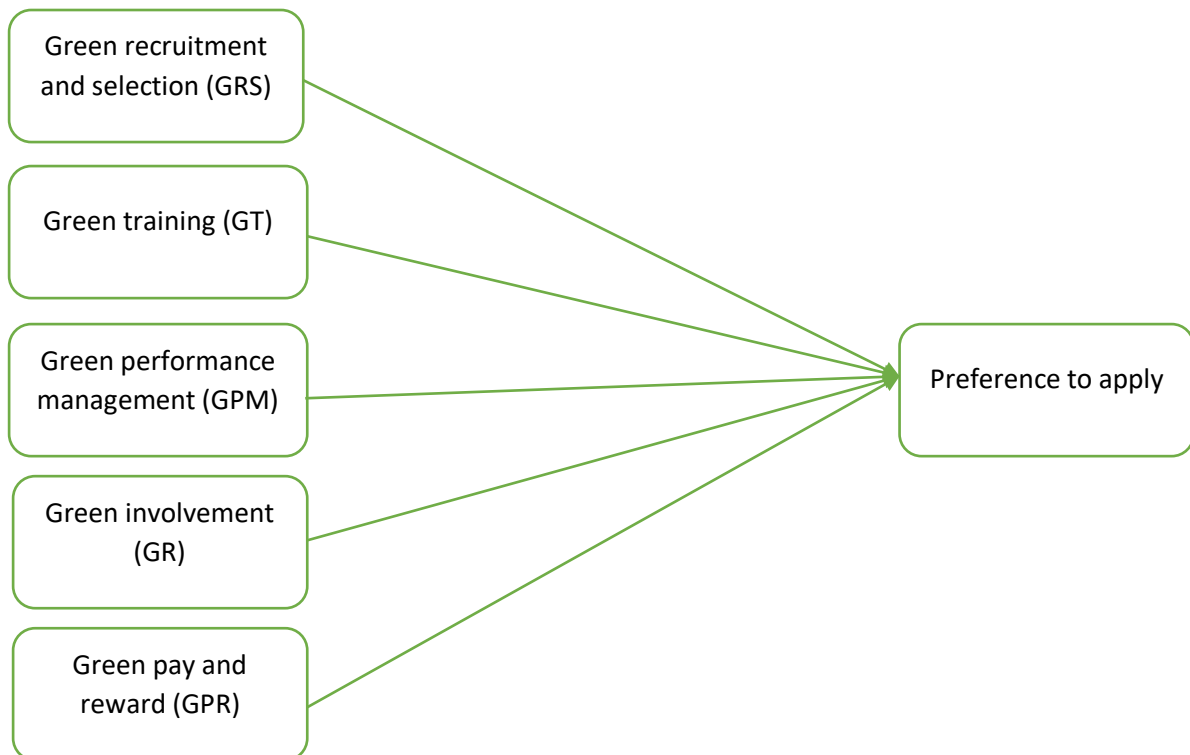 Green recruitment
and selection (GRS)
Green training (GT)
Green performance
management (GPM)
Green involvement
(GR)
Green pay and
reward (GPR)
Preference to apply